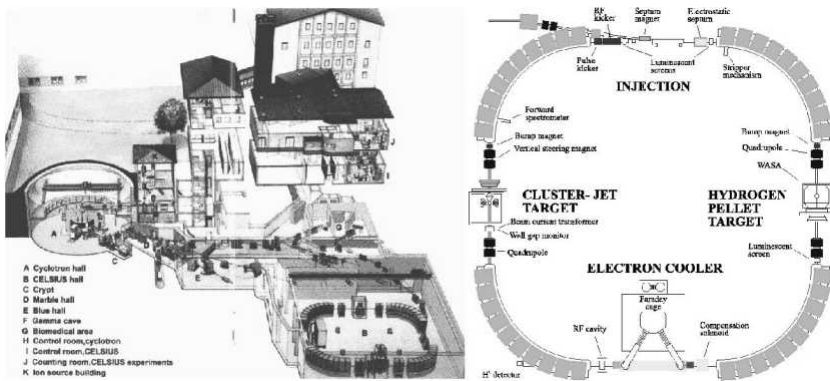 A Cyclotron hall
B CELSIUS hall
C Crypt
D Marble hall
E Blue hall
F Gamma cave
G Biomedical area
H Control room,cyclotron
I Control room,CELSIUS
J Counting room,CELSIUS experiments
K Ion source building
A
C
D
E
G
RF
kicker
Septum
magnet
Electrostatic
septum
Pulse
kicker
Luminescent
screens
Stripper
mechanism
INJECTION
Forward
spectrometer
Bump magnet
Vertical steering magnet
Bump magnet
Quadrupole
WASA
CLUSTER- JET
TARGET
HYDROGEN
PELLET
TARGET
Beam current transformer
Wall gap monitor
Quadrupole
Luminescent
screen
ELECTRON COOLER
Faraday
cage
RF cavity
Compensation
solenoid
H° detector